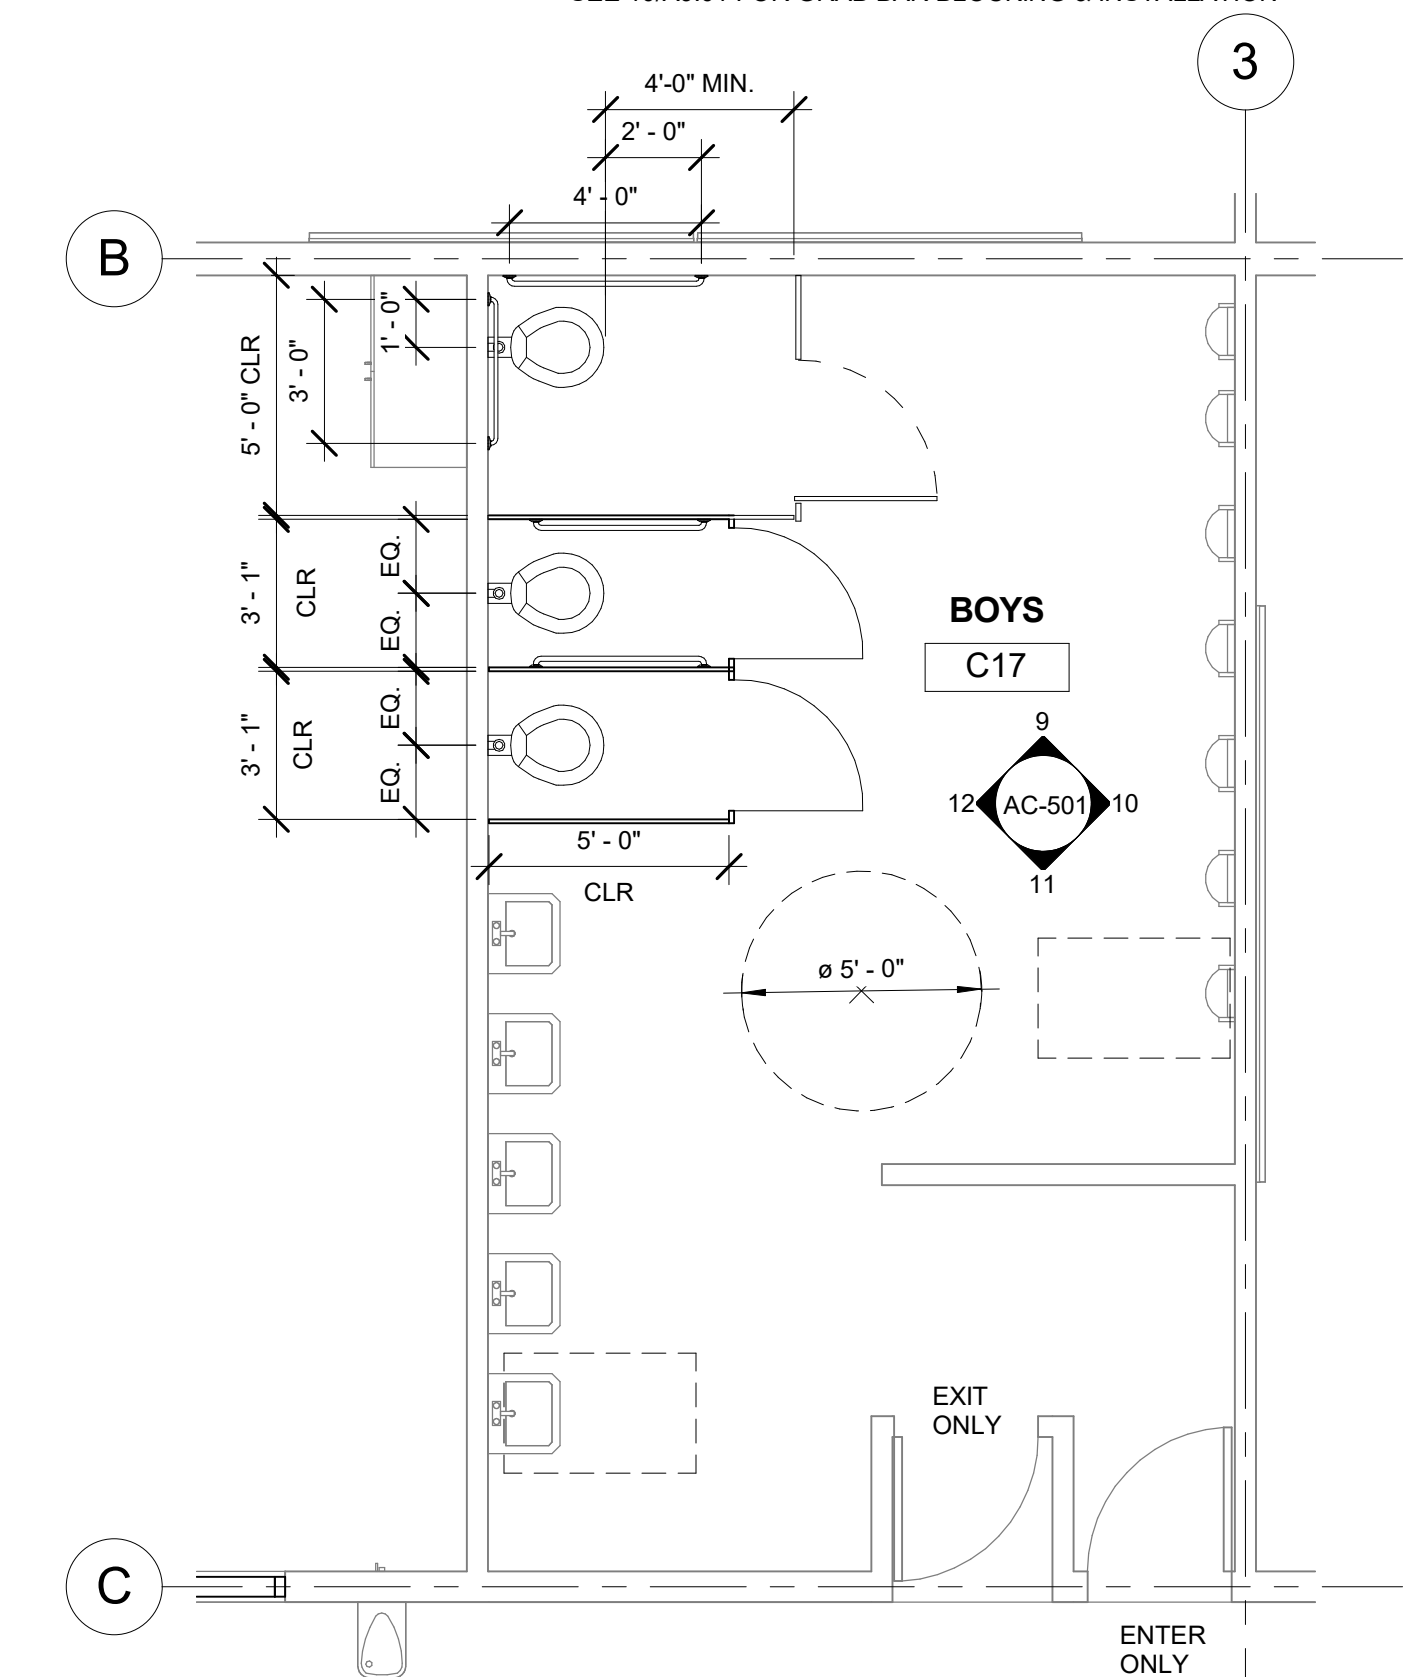 3
4'-0" MIN.
2' - 0"
4' - 0"
B
1' - 0"
3' - 0"
5' - 0" CLR
EQ.
3' - 1"
CLR
EQ.
BOYS
C17
EQ.
3' - 1"
CLR
EQ.
9
12
AC-501
10
11
5' - 0"
CLR
ø 5' - 0"
EXIT
ONLY
C
ENTER
ONLY